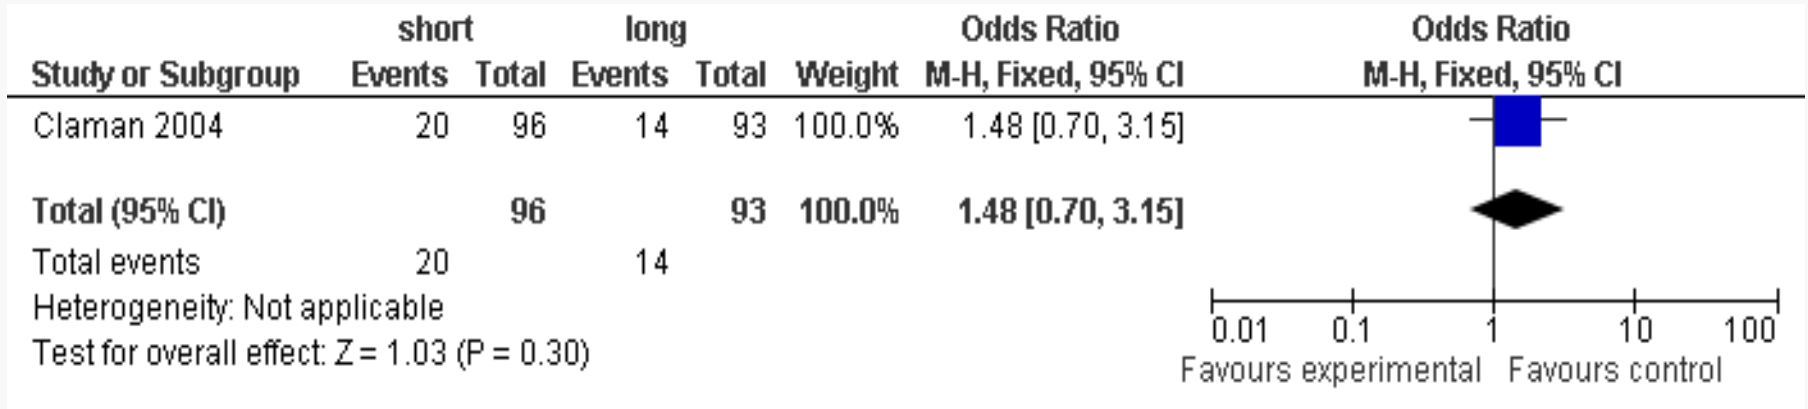 short long Odds Ratio Odds Ratio
Study or Subgroup Events Total Events Total Weight M-H, Fixed, 95% CI M-H, Fixed, 95% CI
Claman 2004 20 96 14 93 100.0% 1.48 [0.70, 3.15]
Total (95% CI) 96 93 100.0% 1.48 [0.70, 3.15]
Total events 20 14
Heterogeneity: Not applicable
Test for overall effect: Z = 1.03 (P = 0.30)
0.01 0.1 1 10 100
Favours experimental Favours control